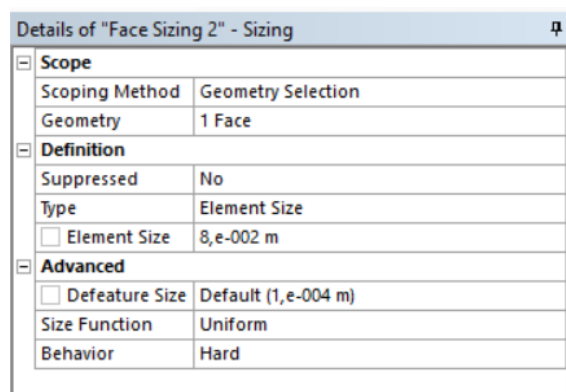 Details of "Face Sizing 2" - Sizing
Scope
Scoping Method Geometry Selection
Geometry 1 Face
Definition
Suppressed No
Type Element Size
Element Size 8,e-002 m
Advanced
Defeature Size Default (1,e-004 m)
Size Function Uniform
Behavior Hard